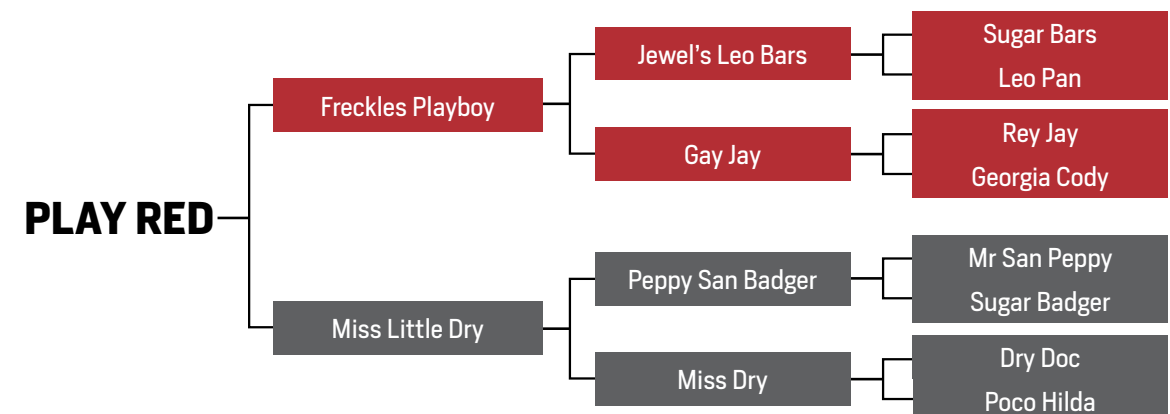 PLAY RED
Freckles Playboy
Miss Little Dry
Jewel's Leo Bars
Gay Jay
Peppy San Badger
Miss Dry
Sugar Bars
Leo Pan
Rey Jay
Georgia Cody
Mr San Peppy
Sugar Badger
Dry Doc
Poco Hilda